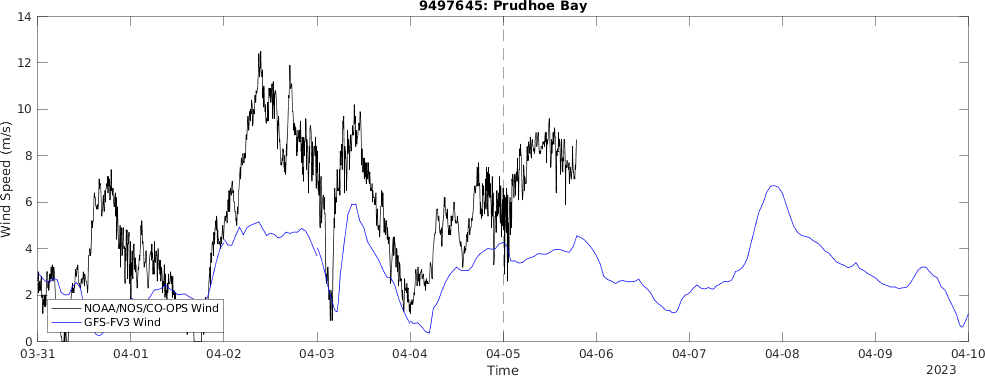 9497645: Prudhoe Bay
14
12
10
8
6
4
2
0
Wind Speed (m/s)
NOAA/NOS/CO-OPS Wind
GFS-FV3 Wind
03-31 04-01 04-02 04-03 04-04 04-05 04-06 04-07 04-08 04-09 04-10
Time
2023